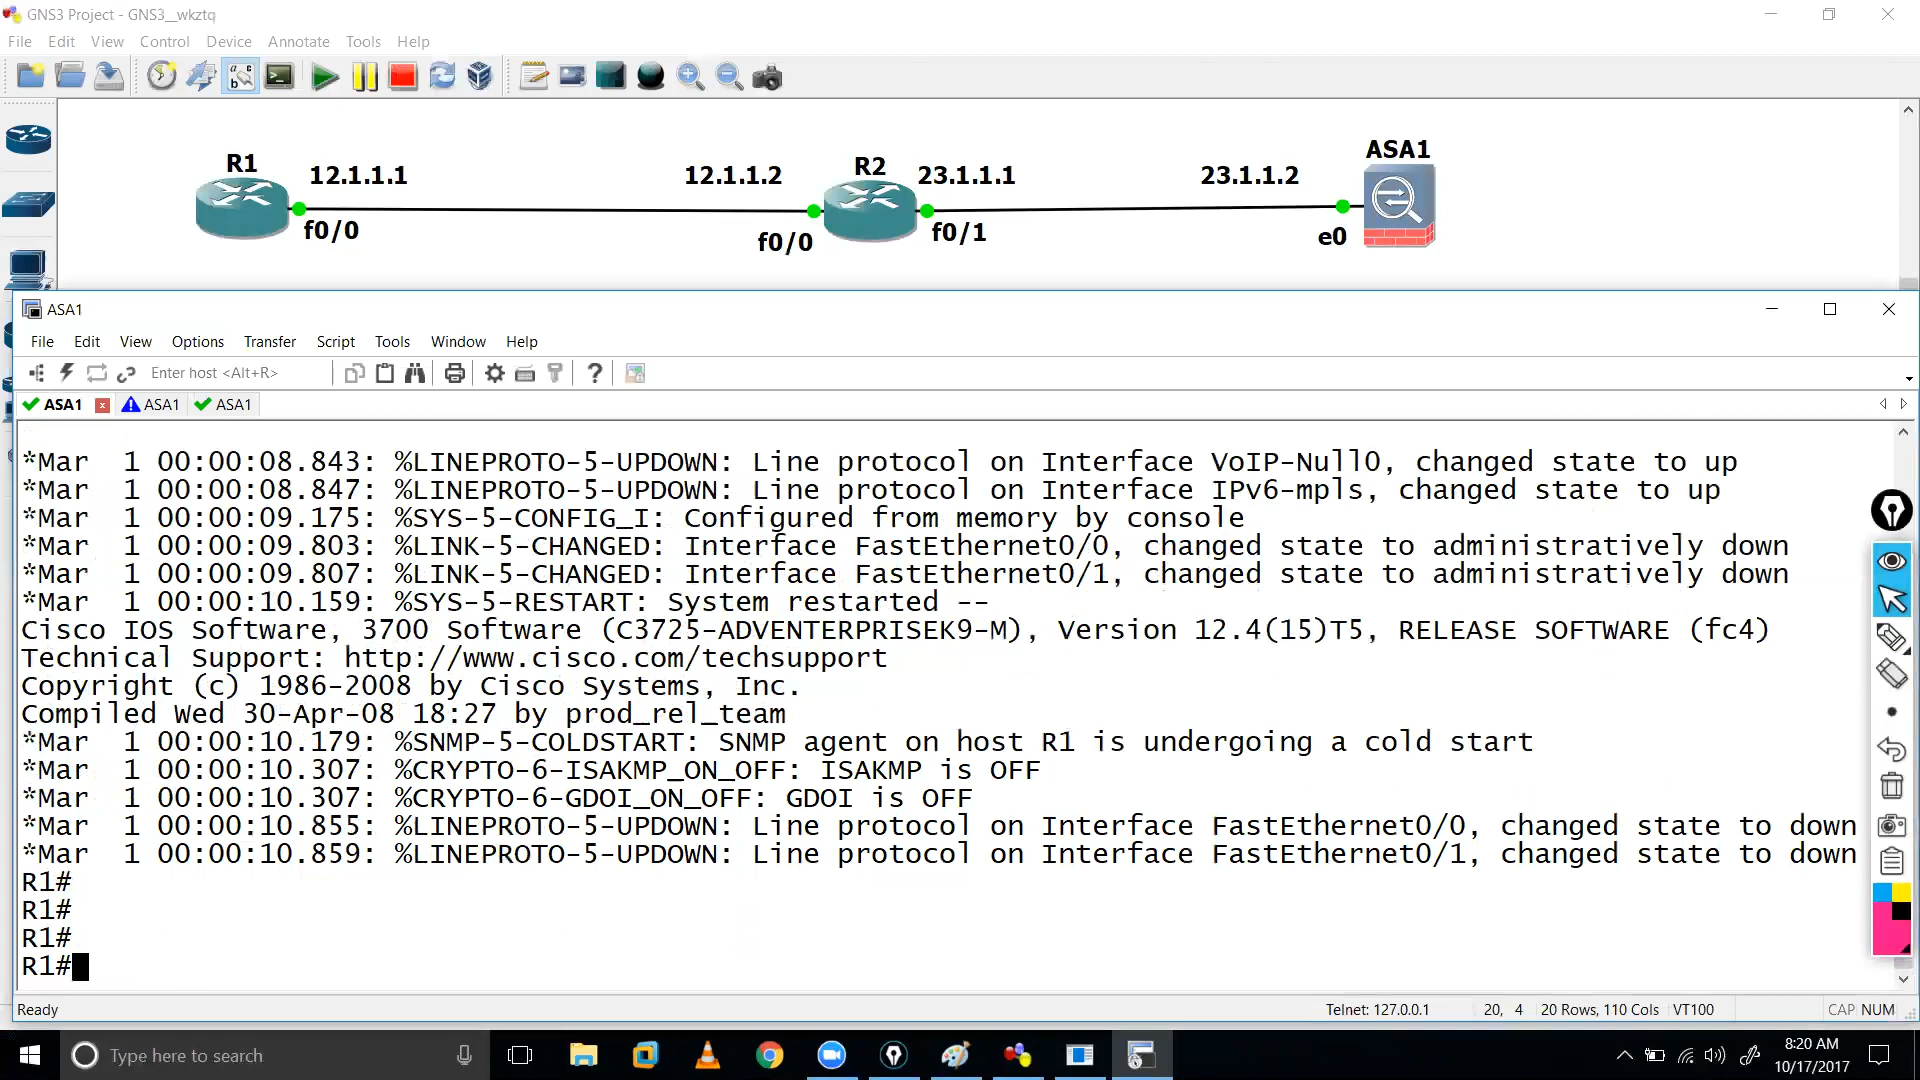 GNS3 Project - GNS3__wkztq
File Edit View Control Device Annotate Tools Help
R1 12.1.1.1 12.1.1.2 R2 23.1.1.1 23.1.1.2 ASA1
f0/0 f0/0 f0/1 e0
ASA1
File Edit View Options Transfer Script Tools Window Help
Enter host <Alt+R>
ASA1 ASA1 ASA1
*Mar  1 00:00:08.843: %LINEPROTO-5-UPDOWN: Line protocol on Interface VoIP-Null0, changed state to up
*Mar  1 00:00:08.847: %LINEPROTO-5-UPDOWN: Line protocol on Interface IPv6-mpls, changed state to up
*Mar  1 00:00:09.175: %SYS-5-CONFIG_I: Configured from memory by console
*Mar  1 00:00:09.803: %LINK-5-CHANGED: Interface FastEthernet0/0, changed state to administratively down
*Mar  1 00:00:09.807: %LINK-5-CHANGED: Interface FastEthernet0/1, changed state to administratively down
*Mar  1 00:00:10.159: %SYS-5-RESTART: System restarted --
Cisco IOS Software, 3700 Software (C3725-ADVENTERPRISEK9-M), Version 12.4(15)T5, RELEASE SOFTWARE (fc4)
Technical Support: http://www.cisco.com/techsupport
Copyright (c) 1986-2008 by Cisco Systems, Inc.
Compiled Wed 30-Apr-08 18:27 by prod_rel_team
*Mar  1 00:00:10.179: %SNMP-5-COLDSTART: SNMP agent on host R1 is undergoing a cold start
*Mar  1 00:00:10.307: %CRYPTO-6-ISAKMP_ON_OFF: ISAKMP is OFF
*Mar  1 00:00:10.307: %CRYPTO-6-GDOI_ON_OFF: GDOI is OFF
*Mar  1 00:00:10.855: %LINEPROTO-5-UPDOWN: Line protocol on Interface FastEthernet0/0, changed state to down
*Mar  1 00:00:10.859: %LINEPROTO-5-UPDOWN: Line protocol on Interface FastEthernet0/1, changed state to down
R1#
R1#
R1#
R1#
Ready Telnet: 127.0.0.1 20, 4 20 Rows, 110 Cols VT100 CAP NUM
Type here to search 8:20 AM
10/17/2017